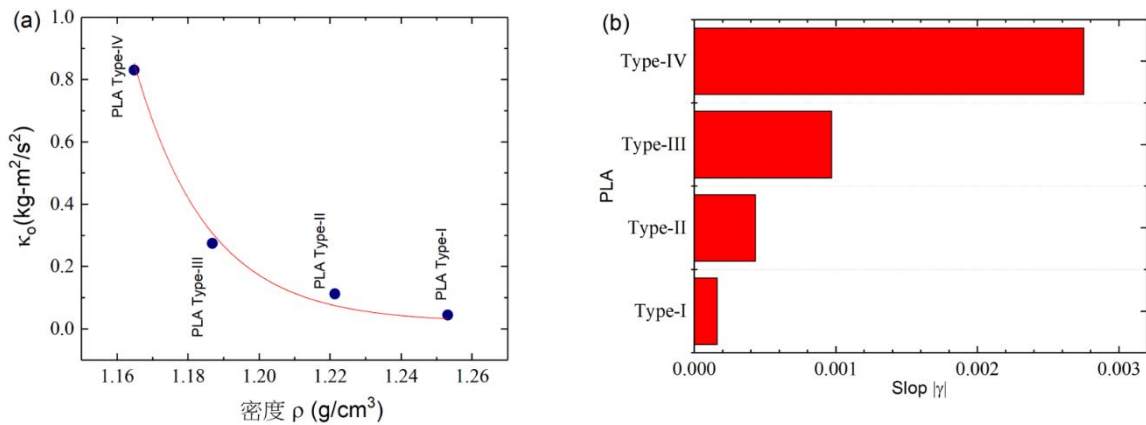 (a)
1.0
0.8
0.6
0.4
0.2
0.0
κo(kg-m²/s²)
PLA Type-IV
PLA Type-III
PLA Type-II
PLA Type-I
1.16 1.18 1.20 1.22 1.24 1.26
密度 ρ (g/cm³)
(b)
Type-IV
Type-III
Type-II
Type-I
PLA
0.000 0.001 0.002 0.003
Slop |γ|